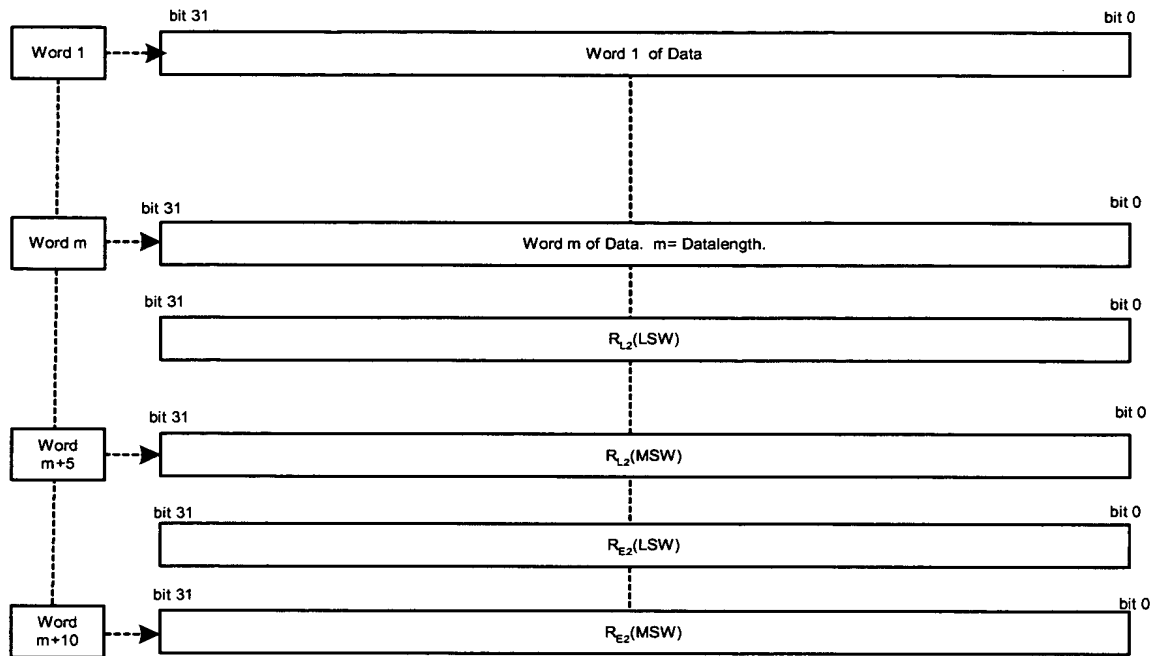 bit 31
bit 0
Word 1
Word 1 of Data
bit 31
bit 0
Word m
Word m of Data. m= Datalength.
bit 31
bit 0
R_L2(LSW)
bit 31
bit 0
Word
m+5
R_L2(MSW)
bit 31
bit 0
R_E2(LSW)
bit 31
bit 0
Word
m+10
R_E2(MSW)